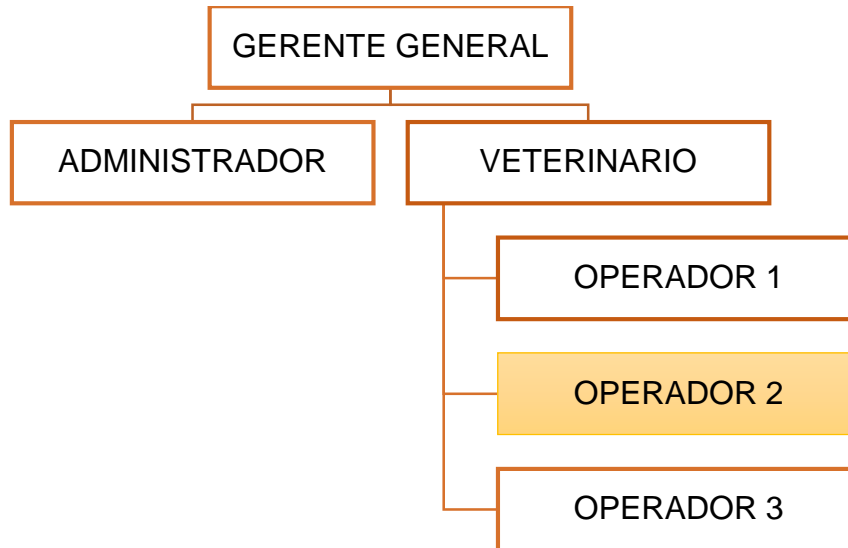 GERENTE GENERAL
ADMINISTRADOR
VETERINARIO
OPERADOR 1
OPERADOR 2
OPERADOR 3